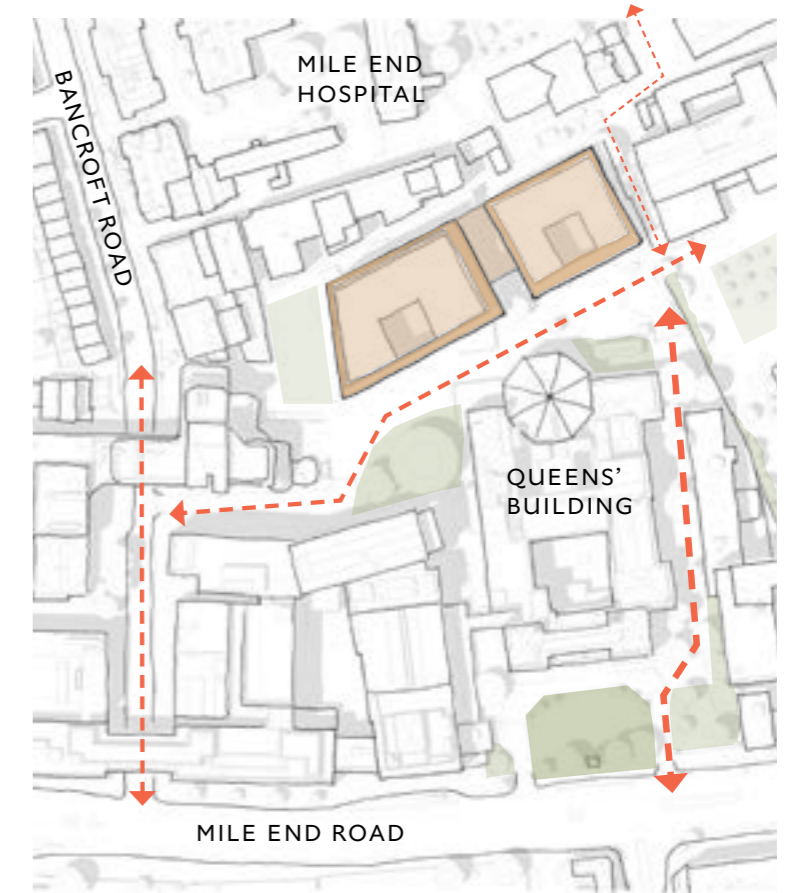 MILE END
HOSPITAL
BANCROFT ROAD
QUEENS'
BUILDING
MILE END ROAD